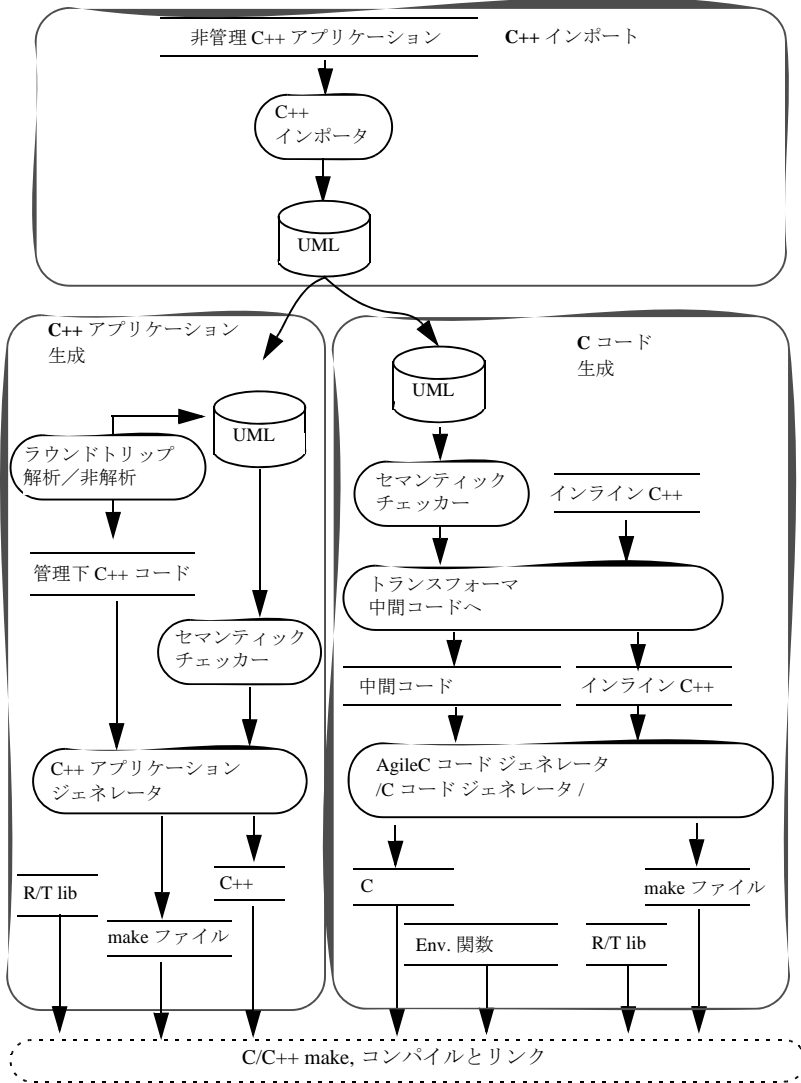 非管理 C++ アプリケーション
C++ インポート
C++
インポータ
UML
C++ アプリケーション
生成
UML
ラウンドトリップ
解析／非解析
管理下 C++ コード
セマンティック
チェッカー
C++ アプリケーション
ジェネレータ
R/T lib
make ファイル
C++
C コード
生成
UML
セマンティック
チェッカー
インライン C++
トランスフォーマ
中間コードへ
中間コード
インライン C++
AgileC コード ジェネレータ
/C コード ジェネレータ /
C
make ファイル
Env. 関数
R/T lib
C/C++ make, コンパイルとリンク